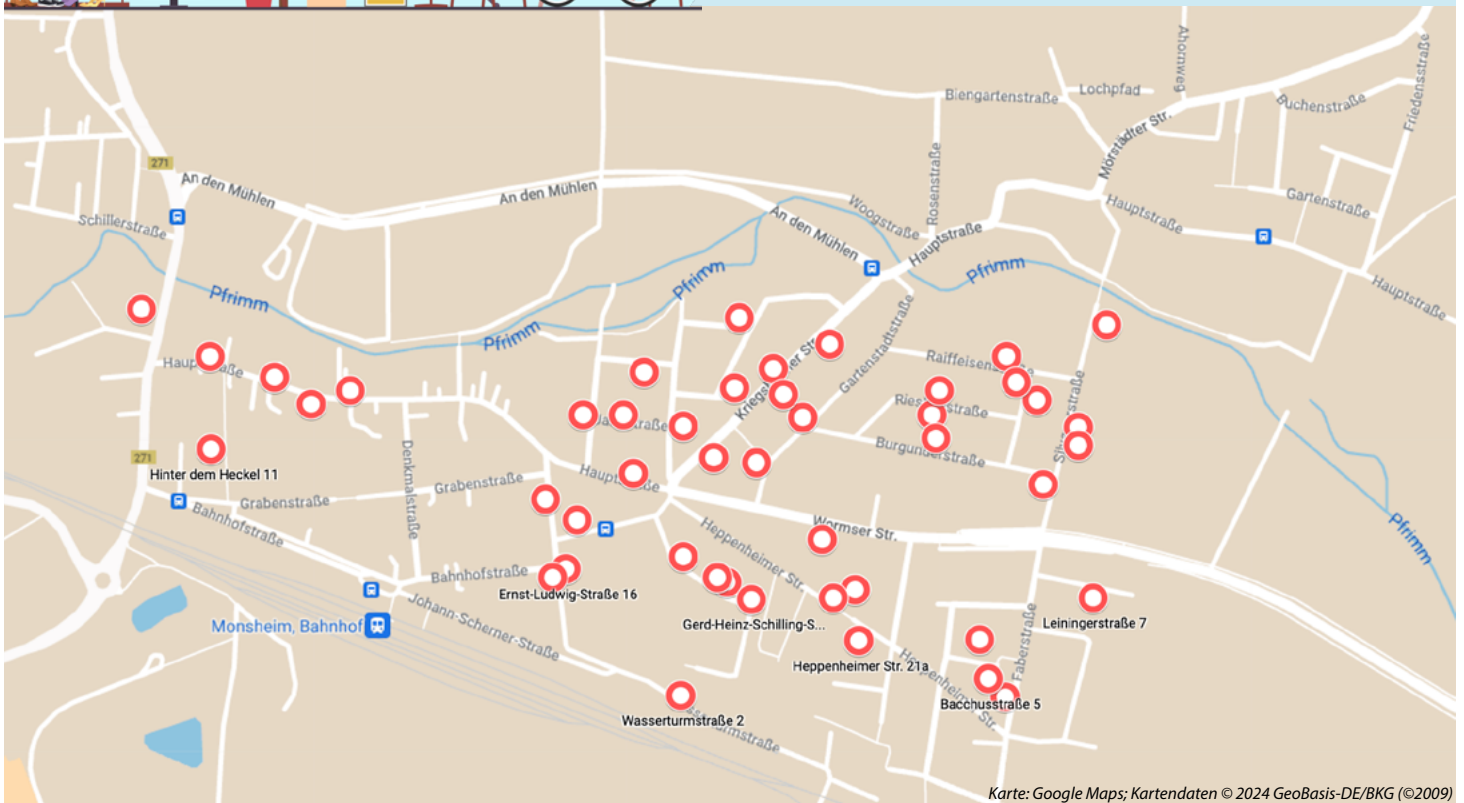 Ahornweg
Friedensstraße
Biengartenstraße
Lochpfad
Buchenstraße
Mörstädter Str.
271
An den Mühlen
An den Mühlen
Rosenstraße
Woogstraße
Hauptstraße
Gartenstraße
Schillerstraße
An den Mühlen
Hauptstraße
Pfrimm
Pfrimm
Pfrimm
Pfrimm
Hauptstraße
Gartenstadtstraße
Burgunderstraße
271
Hinter dem Heckel 11
Denkmalstraße
Grabenstraße
Grabenstraße
Bahnhofstraße
Wormser Str.
Heppenheimer Str.
Pfrimm
Bahnhofstraße
Ernst-Ludwig-Straße 16
Johann-Scherner-Straße
Monsheim, Bahnhof
Gerd-Heinz-Schilling-S...
Leiningerstraße 7
Faberstraße
Heppenheimer Str. 21a
Heppenheimer Str.
Bacchusstraße 5
Wasserturmstraße 2
Karte: Google Maps; Kartendaten © 2024 GeoBasis-DE/BKG (©2009)